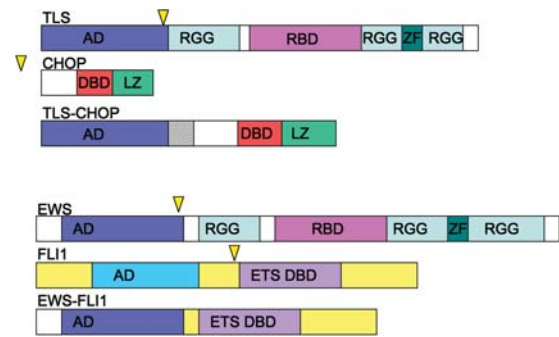 TLS
AD RGG RBD RGG ZF RGG
CHOP
DBD LZ
TLS-CHOP
AD DBD LZ
EWS
AD RGG RBD RGG ZF RGG
FLI1
AD ETS DBD
EWS-FLI1
AD ETS DBD